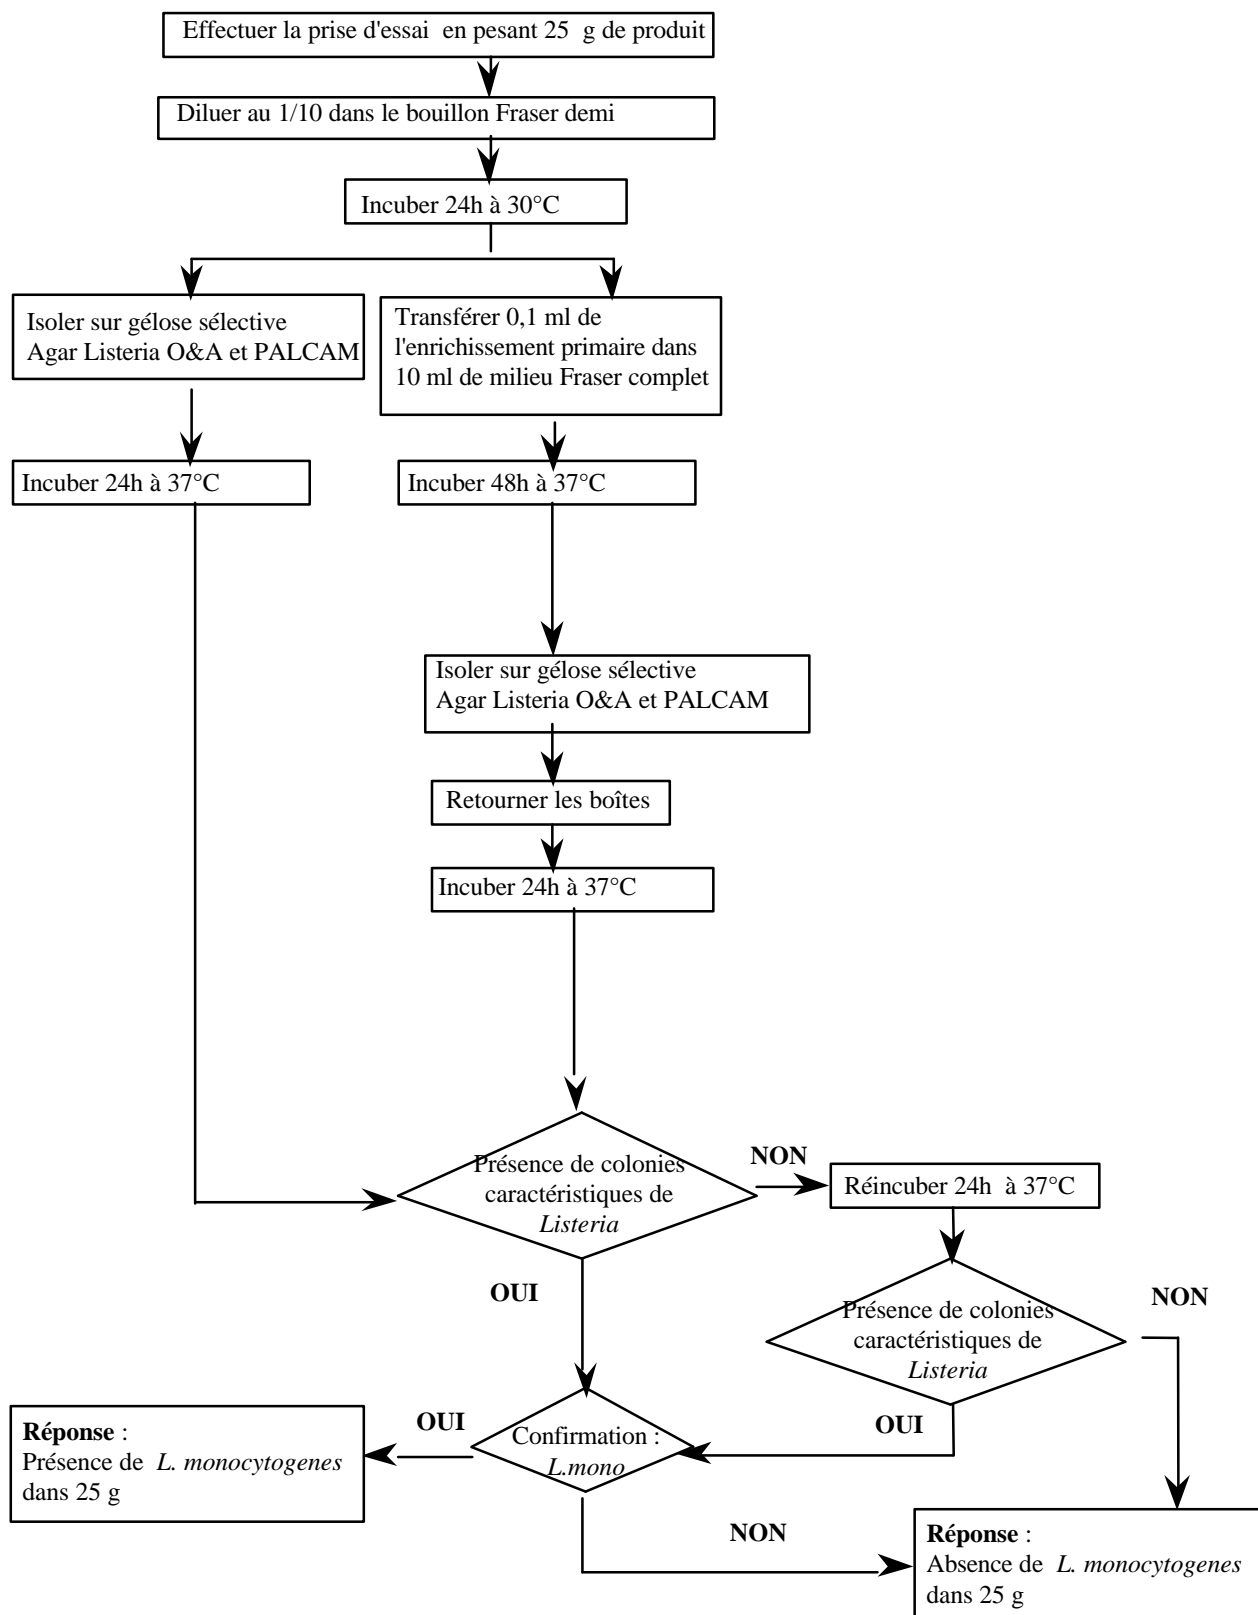 Effectuer la prise d'essai en pesant 25 g de produit
Diluer au 1/10 dans le bouillon Fraser demi
Incuber 24h à 30°C
Isoler sur gélose sélective
Agar Listeria O&A et PALCAM
Transférer 0,1 ml de
l'enrichissement primaire dans
10 ml de milieu Fraser complet
Incuber 24h à 37°C
Incuber 48h à 37°C
Isoler sur gélose sélective
Agar Listeria O&A et PALCAM
Retourner les boîtes
Incuber 24h à 37°C
Présence de colonies
caractéristiques de
Listeria
NON
Réincuber 24h à 37°C
OUI
Présence de colonies
caractéristiques de
Listeria
NON
OUI
Confirmation :
L.mono
OUI
Réponse :
Présence de L. monocytogenes
dans 25 g
NON
Réponse :
Absence de L. monocytogenes
dans 25 g